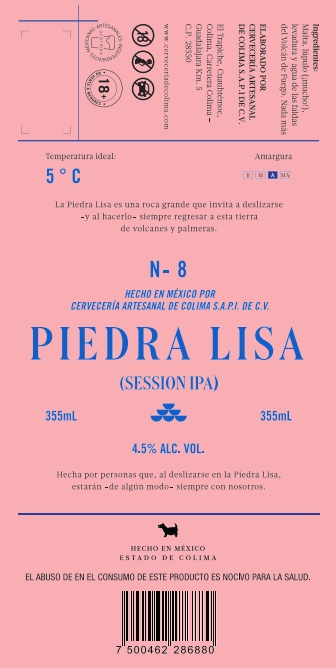 Ingredientes:
Malta, lúpulo (¡mucho!),
levadura y agua de las faldas
del Volcán de Fuego. Nada más
ELABORADO POR
CERVECERÍA ARTESANAL
DE COLIMA S.A.P.I DE C.V.
El Trapiche, Cuauhtémoc,
Colima, Carretera Colima -
Guadalajara Km. 5
C.P. 28550
www.cerveceriadecolima.com
18+
18+
Temperatura ideal:
5 ° C
Amargura
B M A MA
La Piedra Lisa es una roca grande que invita a deslizarse
-y al hacerlo- siempre regresar a esta tierra
de volcanes y palmeras.
N- 8
HECHO EN MÉXICO POR
CERVECERÍA ARTESANAL DE COLIMA S.A.P.I. DE C.V.
PIEDRA LISA
(SESSION IPA)
355mL
355mL
4.5% ALC. VOL.
Hecha por personas que, al deslizarse en la Piedra Lisa,
estarán -de algún modo- siempre con nosotros.
HECHO EN MÉXICO
ESTADO DE COLIMA
EL ABUSO DE EN EL CONSUMO DE ESTE PRODUCTO ES NOCIVO PARA LA SALUD.
7 500462 286880